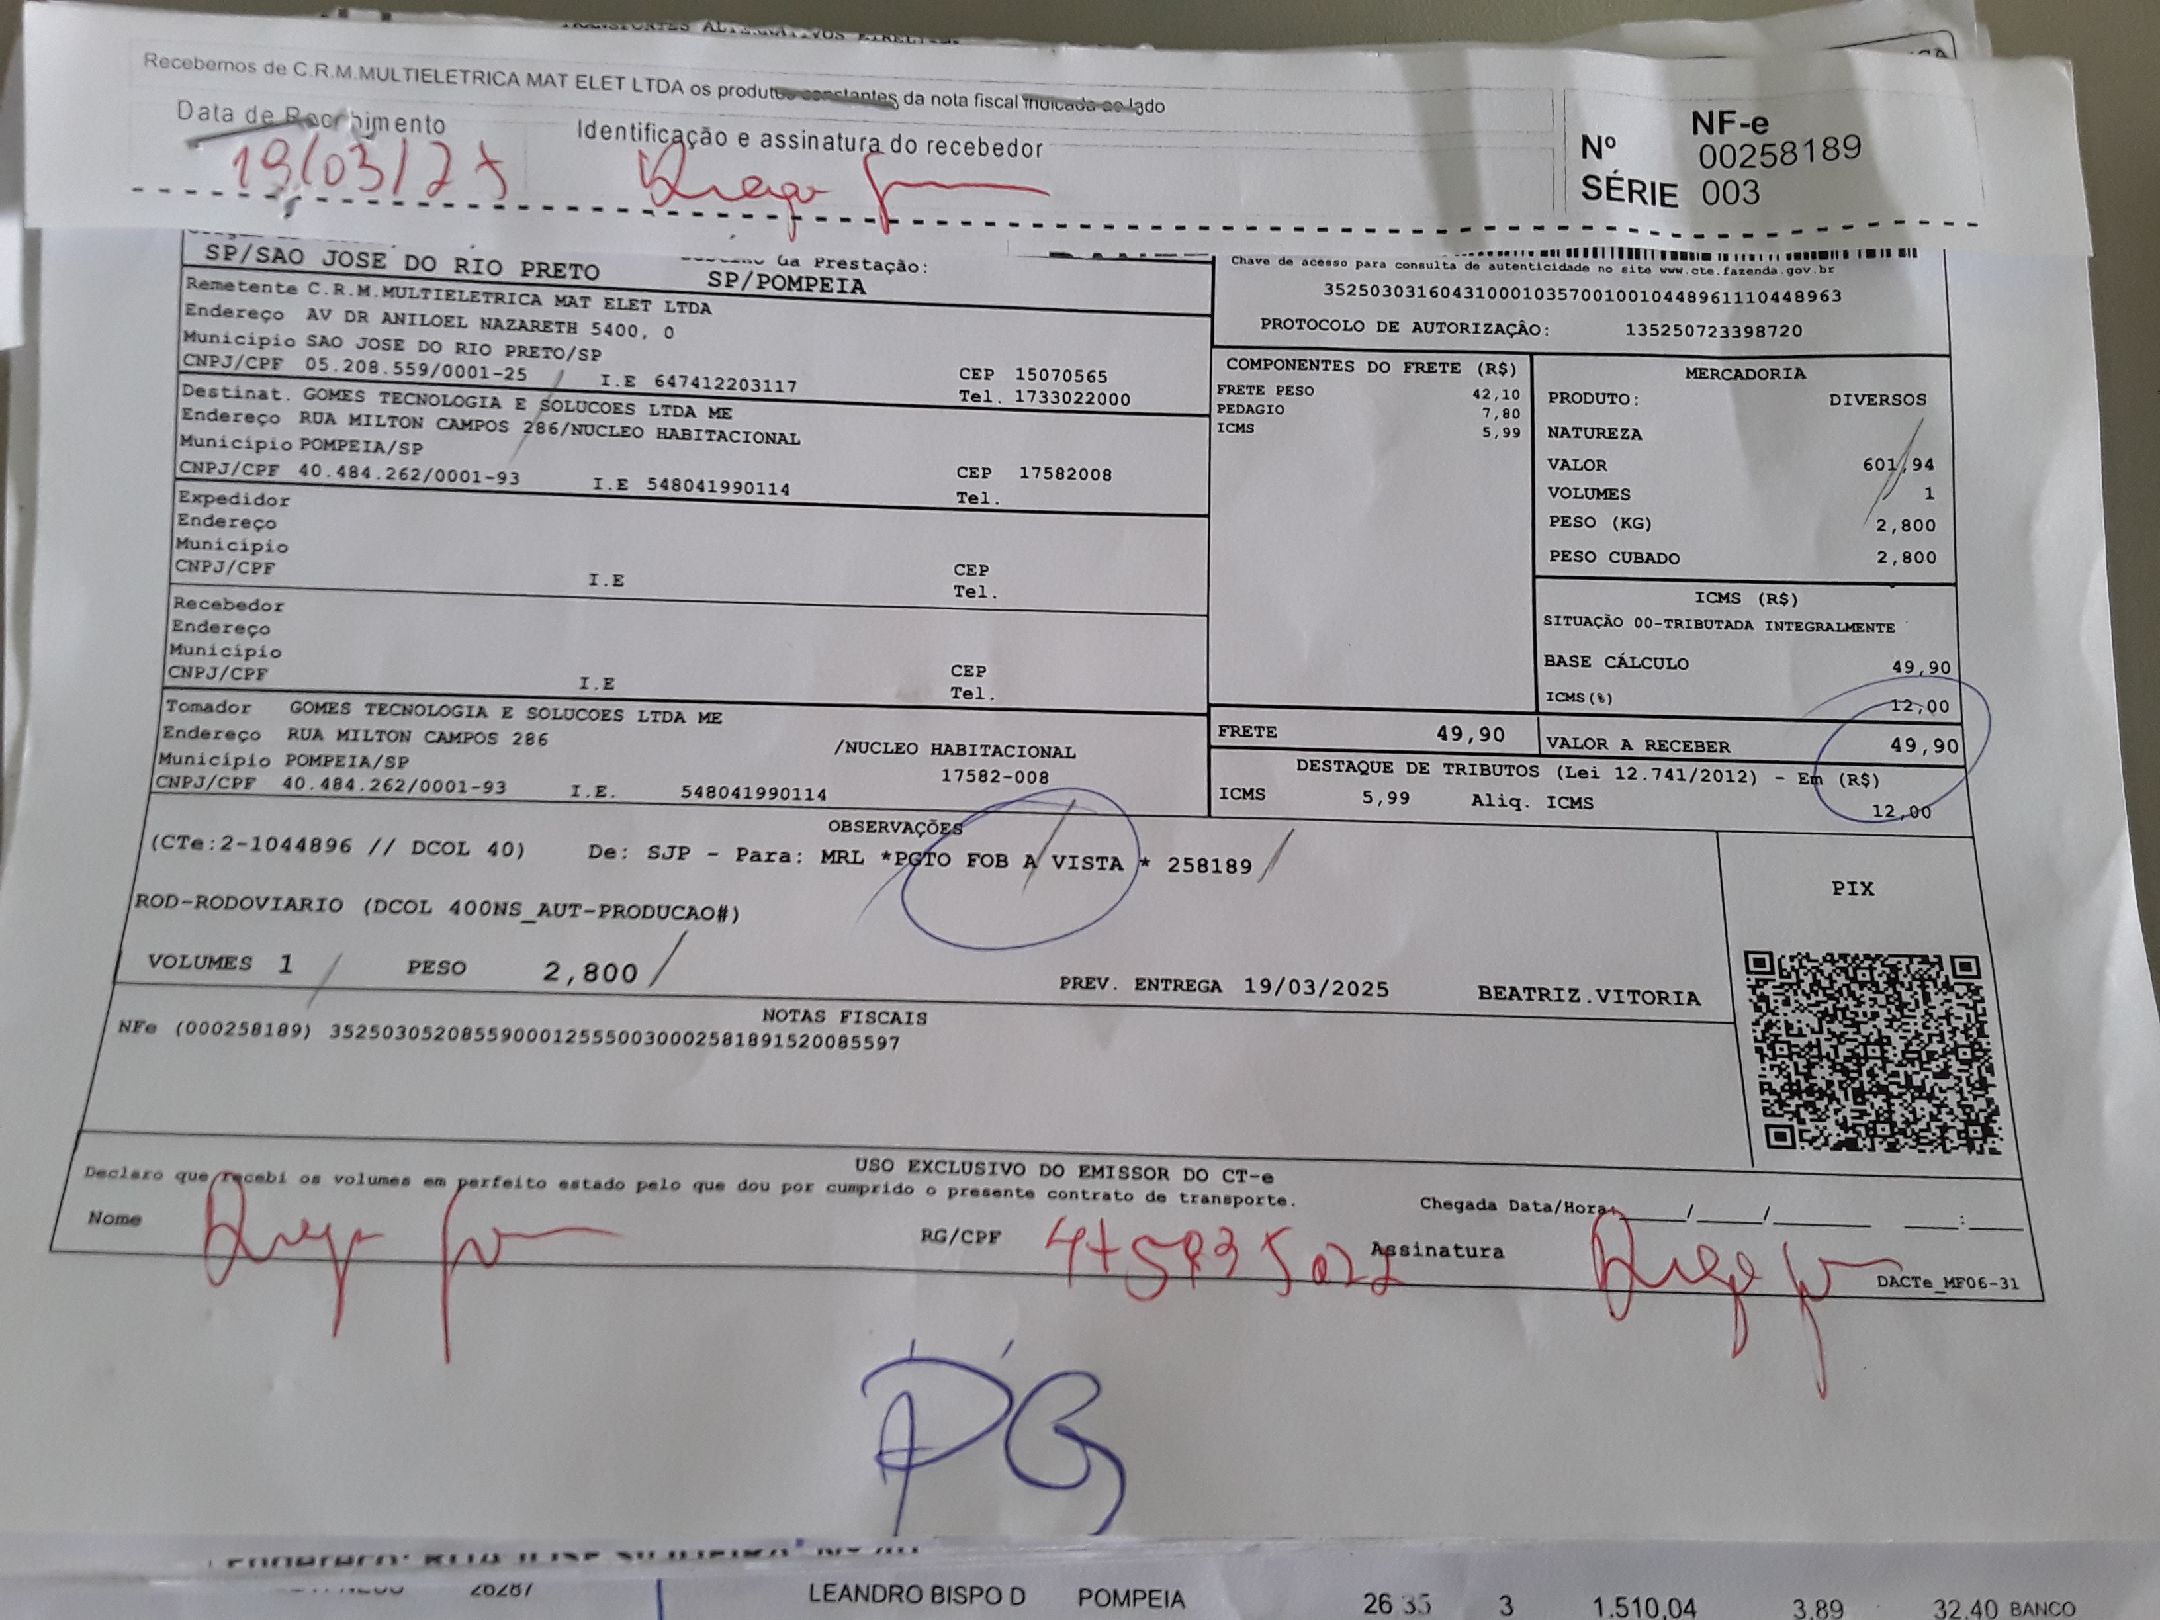 Recebemos de C.R.M.MULTIELETRICA MAT ELET LTDA os produtos constantes da nota fiscal indicada ao lado
Data de Recebimento
Identificação e assinatura do recebedor
19/03/25
NF-e
Nº 00258189
SÉRIE 003
SP/SAO JOSE DO RIO PRETO
da Prestação:
SP/POMPEIA
Remetente C.R.M.MULTIELETRICA MAT ELET LTDA
Endereço AV DR ANILOEL NAZARETH 5400, 0
Município SAO JOSE DO RIO PRETO/SP
CNPJ/CPF 05.208.559/0001-25 I.E 647412203117
CEP 15070565
Tel. 1733022000
Destinat. GOMES TECNOLOGIA E SOLUCOES LTDA ME
Endereço RUA MILTON CAMPOS 286/NUCLEO HABITACIONAL
Município POMPEIA/SP
CNPJ/CPF 40.484.262/0001-93 I.E 548041990114
CEP 17582008
Tel.
Expedidor
Endereço
Município
CNPJ/CPF I.E
CEP
Tel.
Recebedor
Endereço
Município
CNPJ/CPF I.E
CEP
Tel.
Tomador GOMES TECNOLOGIA E SOLUCOES LTDA ME
Endereço RUA MILTON CAMPOS 286 /NUCLEO HABITACIONAL
Município POMPEIA/SP 17582-008
CNPJ/CPF 40.484.262/0001-93 I.E. 548041990114
Chave de acesso para consulta de autenticidade no site www.cte.fazenda.gov.br
35250303160431000103570010010448961110448963
PROTOCOLO DE AUTORIZAÇÃO: 135250723398720
COMPONENTES DO FRETE (R$)
FRETE PESO 42,10
PEDAGIO 7,80
ICMS 5,99
MERCADORIA
PRODUTO: DIVERSOS
NATUREZA
VALOR 601,94
VOLUMES 1
PESO (KG) 2,800
PESO CUBADO 2,800
ICMS (R$)
SITUAÇÃO 00-TRIBUTADA INTEGRALMENTE
BASE CÁLCULO 49,90
ICMS(%) 12,00
FRETE 49,90
VALOR A RECEBER 49,90
DESTAQUE DE TRIBUTOS (Lei 12.741/2012) - Em (R$)
ICMS 5,99 Aliq. ICMS 12,00
OBSERVAÇÕES
(CTe:2-1044896 // DCOL 40) De: SJP - Para: MRL *PGTO FOB A VISTA * 258189
ROD-RODOVIARIO (DCOL 400NS_AUT-PRODUCAO#)
VOLUMES 1 PESO 2,800
PREV. ENTREGA 19/03/2025 BEATRIZ.VITORIA
PIX
NOTAS FISCAIS
NFe (000258189) 35250305208559000125550030002581891520085597
USO EXCLUSIVO DO EMISSOR DO CT-e
Declaro que recebi os volumes em perfeito estado pelo que dou por cumprido o presente contrato de transporte.
Chegada Data/Hora:
Nome
RG/CPF
Assinatura
DACTe_MF06-31
PG
26287 LEANDRO BISPO D POMPEIA 26 35 3 1.510,04 3,89 32,40 BANCO